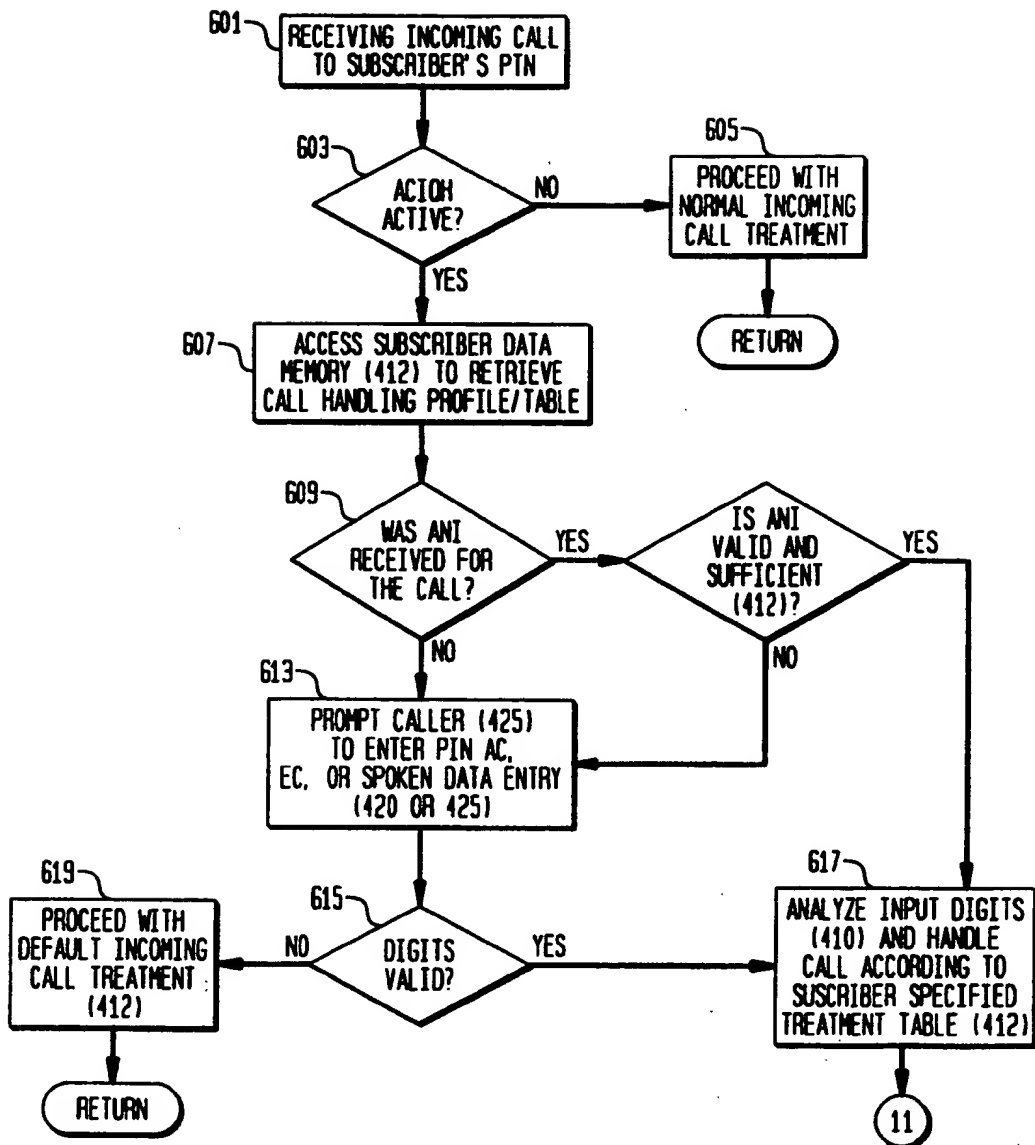 601
RECEIVING INCOMING CALL
TO SUBSCRIBER'S PTN
603
ACIOH
ACTIVE?
NO
YES
605
PROCEED WITH
NORMAL INCOMING
CALL TREATMENT
RETURN
607
ACCESS SUBSCRIBER DATA
MEMORY (412) TO RETRIEVE
CALL HANDLING PROFILE/TABLE
609
WAS ANI
RECEIVED FOR
THE CALL?
YES
NO
IS ANI
VALID AND
SUFFICIENT
(412)?
YES
NO
613
PROMPT CALLER (425)
TO ENTER PIN AC,
EC, OR SPOKEN DATA ENTRY
(420 OR 425)
615
DIGITS
VALID?
NO
YES
619
PROCEED WITH
DEFAULT INCOMING
CALL TREATMENT
(412)
RETURN
617
ANALYZE INPUT DIGITS
(410) AND HANDLE
CALL ACCORDING TO
SUSCRIBER SPECIFIED
TREATMENT TABLE (412)
11